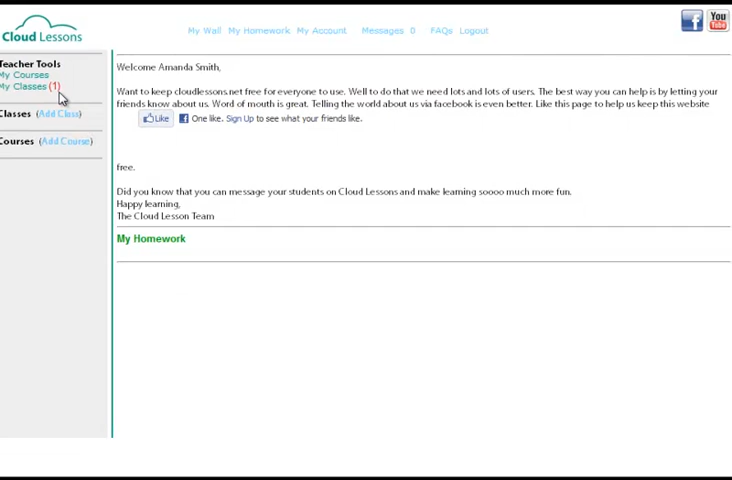 Cloud Lessons
My Wall My Homework My Account Messages 0 FAQs Logout
You Tube
Teacher Tools
My Courses
My Classes (1)
Classes (Add Class)
Courses (Add Course)
Welcome Amanda Smith,
Want to keep cloudlessons.net free for everyone to use. Well to do that we need lots and lots of users. The best way you can help is by letting your
friends know about us. Word of mouth is great. Telling the world about us via facebook is even better. Like this page to help us keep this website
Like One like. Sign Up to see what your friends like.
free.
Did you know that you can message your students on Cloud Lessons and make learning soooo much more fun.
Happy learning,
The Cloud Lesson Team
My Homework